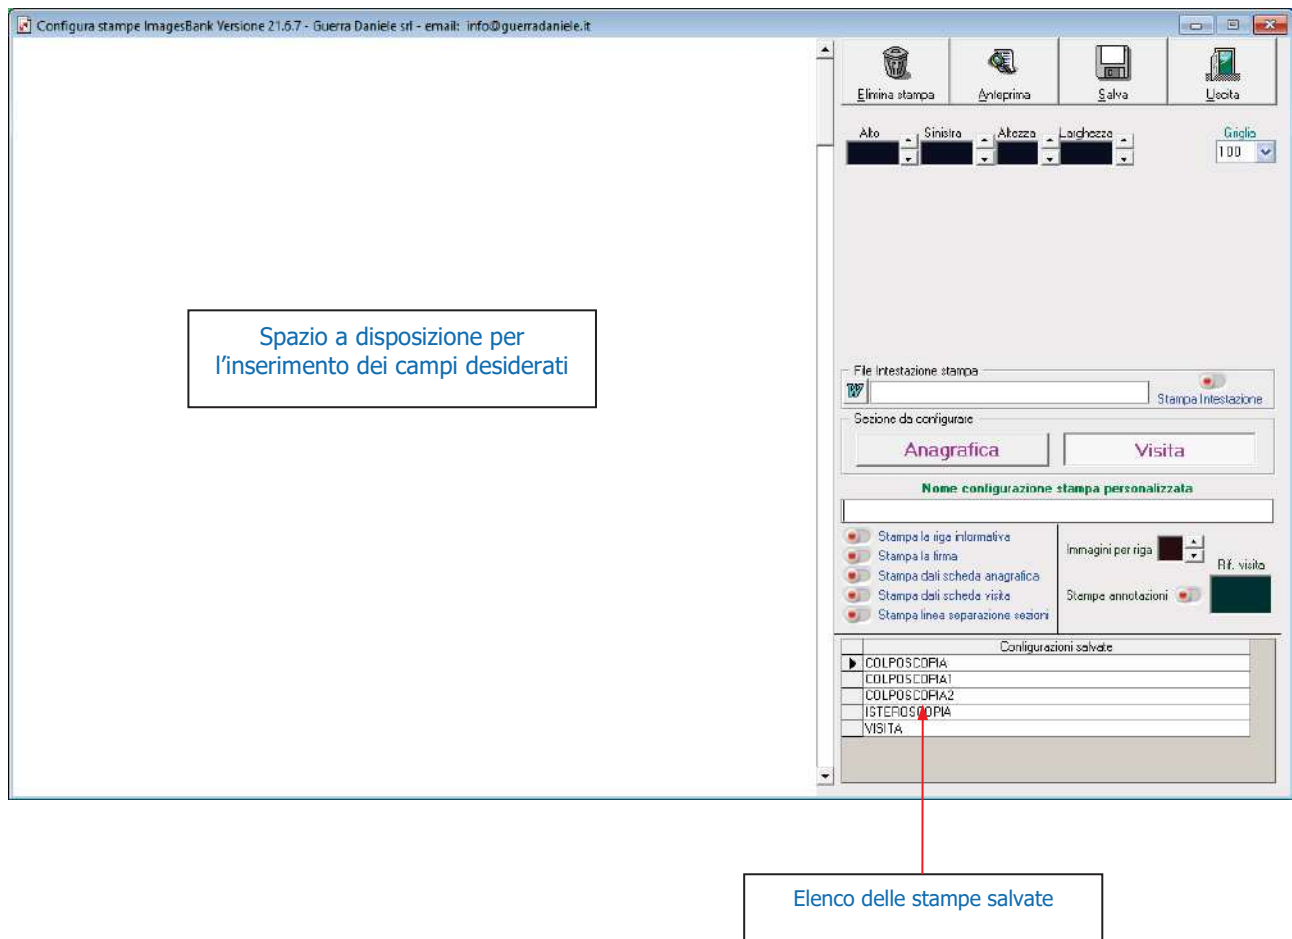 Configura stampe ImagesBank Versione 21.6.7 - Guerra Daniele srl - email: info@guerradaniele.it
Elimina stampa Anteprima Salva Uscita
Alto Sinistra Altezza Larghezza Griglia
100
Spazio a disposizione per
l'inserimento dei campi desiderati
File Intestazione stampa
W
Stampa Intestazione
Sezione da configurare
Anagrafica Visita
Nome configurazione stampa personalizzata
Stampa la riga informativa
Stampa la firma
Stampa dati scheda anagrafica
Stampa dati scheda visita
Stampa linea separazione sezioni
Immagini per riga
Rif. visita
Stampa annotazioni
Configurazioni salvate
COLPOSCOPIA
COLPOSCOPIA1
COLPOSCOPIA2
ISTEROSCOPIA
VISITA
Elenco delle stampe salvate